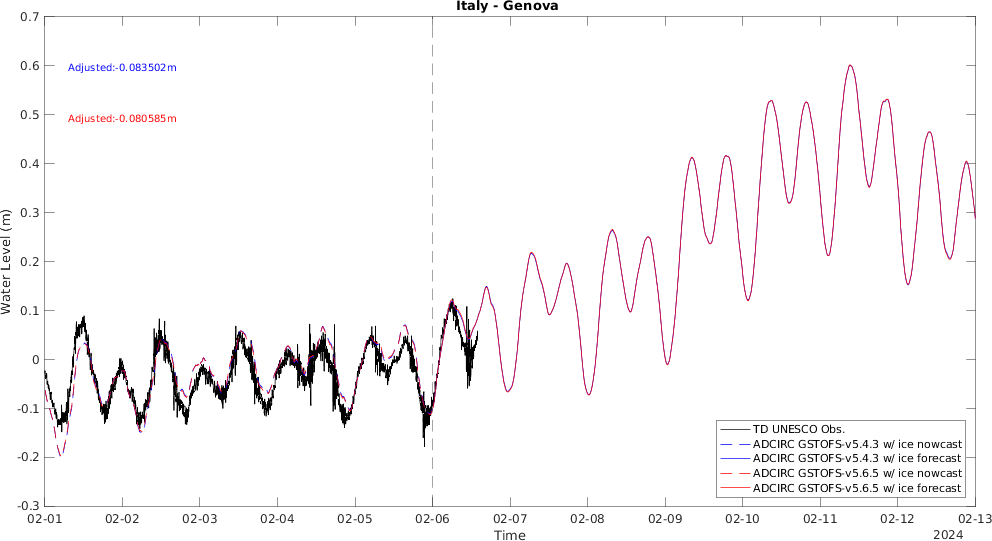 Italy - Genova
0.7
0.6
0.5
0.4
0.3
0.2
0.1
0
-0.1
-0.2
-0.3
Water Level (m)
Adjusted:-0.083502m
Adjusted:-0.080585m
TD UNESCO Obs.
ADCIRC GSTOFS-v5.4.3 w/ ice nowcast
ADCIRC GSTOFS-v5.4.3 w/ ice forecast
ADCIRC GSTOFS-v5.6.5 w/ ice nowcast
ADCIRC GSTOFS-v5.6.5 w/ ice forecast
02-01 02-02 02-03 02-04 02-05 02-06 02-07 02-08 02-09 02-10 02-11 02-12 02-13
Time
2024